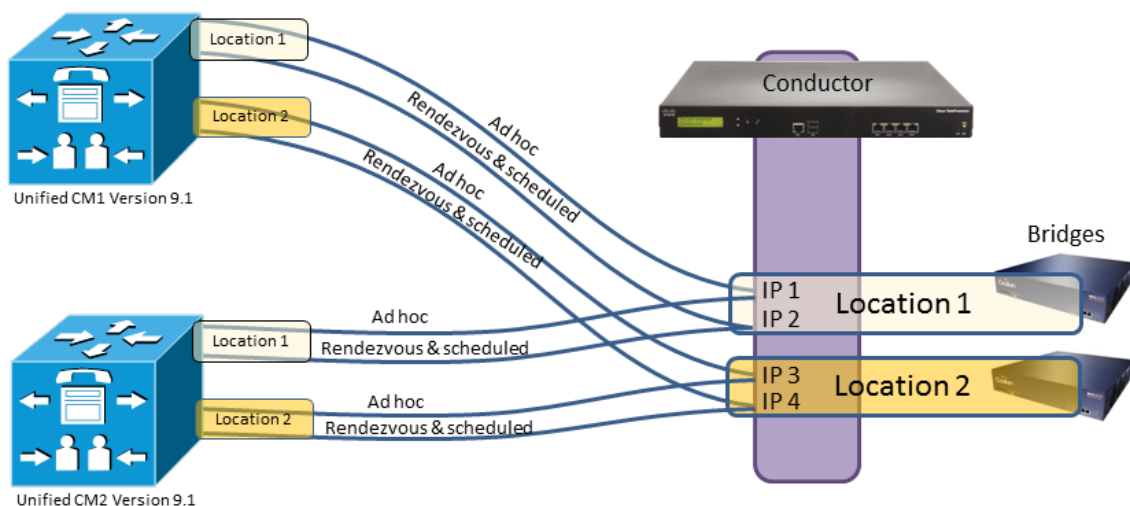 Location 1
Ad hoc
Rendezvous & scheduled
Location 2
Ad hoc
Rendezvous & scheduled
Unified CM1 Version 9.1
Conductor
Bridges
IP 1
IP 2
Location 1
IP 3
IP 4
Location 2
Location 1
Ad hoc
Rendezvous & scheduled
Location 2
Ad hoc
Rendezvous & scheduled
Unified CM2 Version 9.1